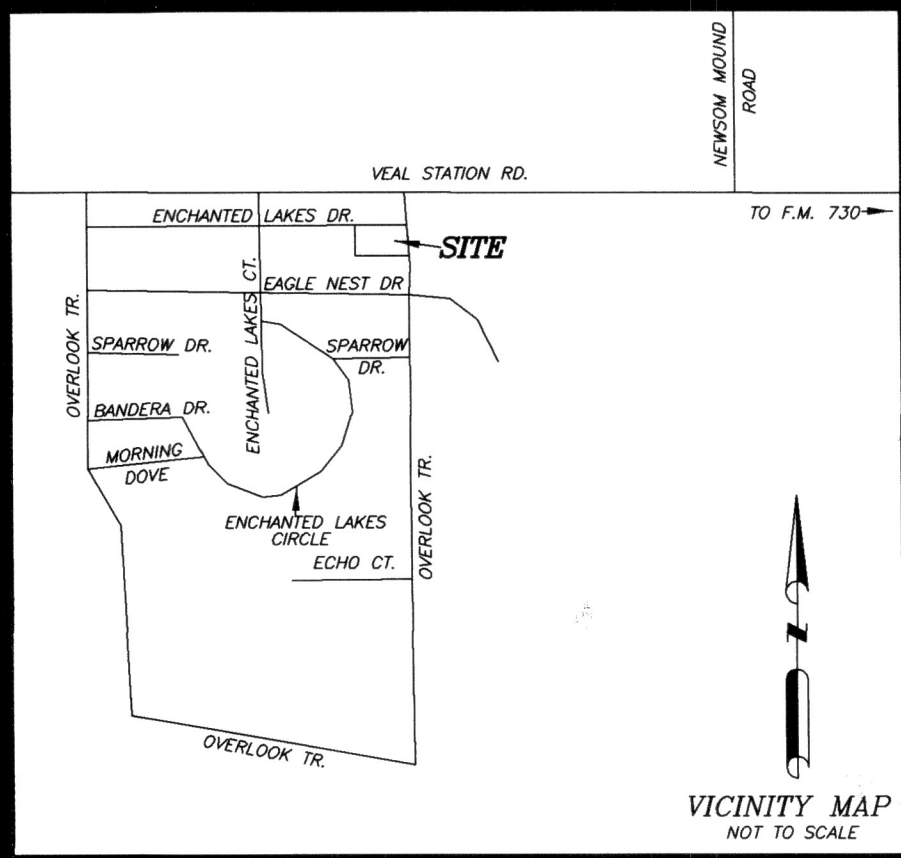 NEWSOM MOUND
ROAD
VEAL STATION RD.
TO F.M. 730
ENCHANTED LAKES DR.
SITE
ENCHANTED LAKES CT.
EAGLE NEST DR
OVERLOOK TR.
SPARROW DR.
SPARROW
DR.
BANDERA DR.
MORNING
DOVE
OVERLOOK TR.
ENCHANTED LAKES
CIRCLE
ECHO CT.
N
OVERLOOK TR.
VICINITY MAP
NOT TO SCALE